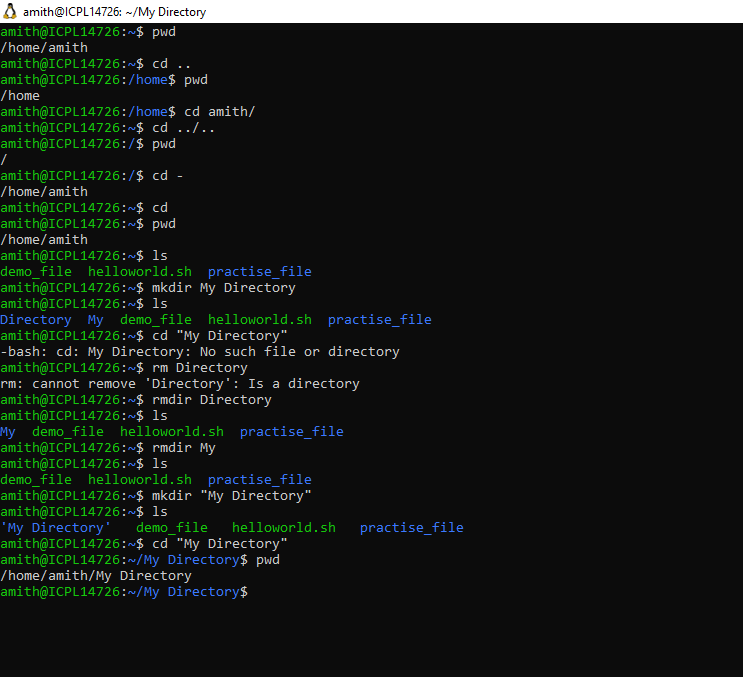 amith@ICPL14726: ~/My Directory
amith@ICPL14726:~$ pwd
/home/amith
amith@ICPL14726:~$ cd ..
amith@ICPL14726:/home$ pwd
/home
amith@ICPL14726:/home$ cd amith/
amith@ICPL14726:~$ cd ../..
amith@ICPL14726:/$ pwd
/
amith@ICPL14726:/$ cd -
/home/amith
amith@ICPL14726:~$ cd
amith@ICPL14726:~$ pwd
/home/amith
amith@ICPL14726:~$ ls
demo_file  helloworld.sh  practise_file
amith@ICPL14726:~$ mkdir My Directory
amith@ICPL14726:~$ ls
Directory  My  demo_file  helloworld.sh  practise_file
amith@ICPL14726:~$ cd "My Directory"
-bash: cd: My Directory: No such file or directory
amith@ICPL14726:~$ rm Directory
rm: cannot remove 'Directory': Is a directory
amith@ICPL14726:~$ rmdir Directory
amith@ICPL14726:~$ ls
My  demo_file  helloworld.sh  practise_file
amith@ICPL14726:~$ rmdir My
amith@ICPL14726:~$ ls
demo_file  helloworld.sh  practise_file
amith@ICPL14726:~$ mkdir "My Directory"
amith@ICPL14726:~$ ls
'My Directory'   demo_file   helloworld.sh   practise_file
amith@ICPL14726:~$ cd "My Directory"
amith@ICPL14726:~/My Directory$ pwd
/home/amith/My Directory
amith@ICPL14726:~/My Directory$